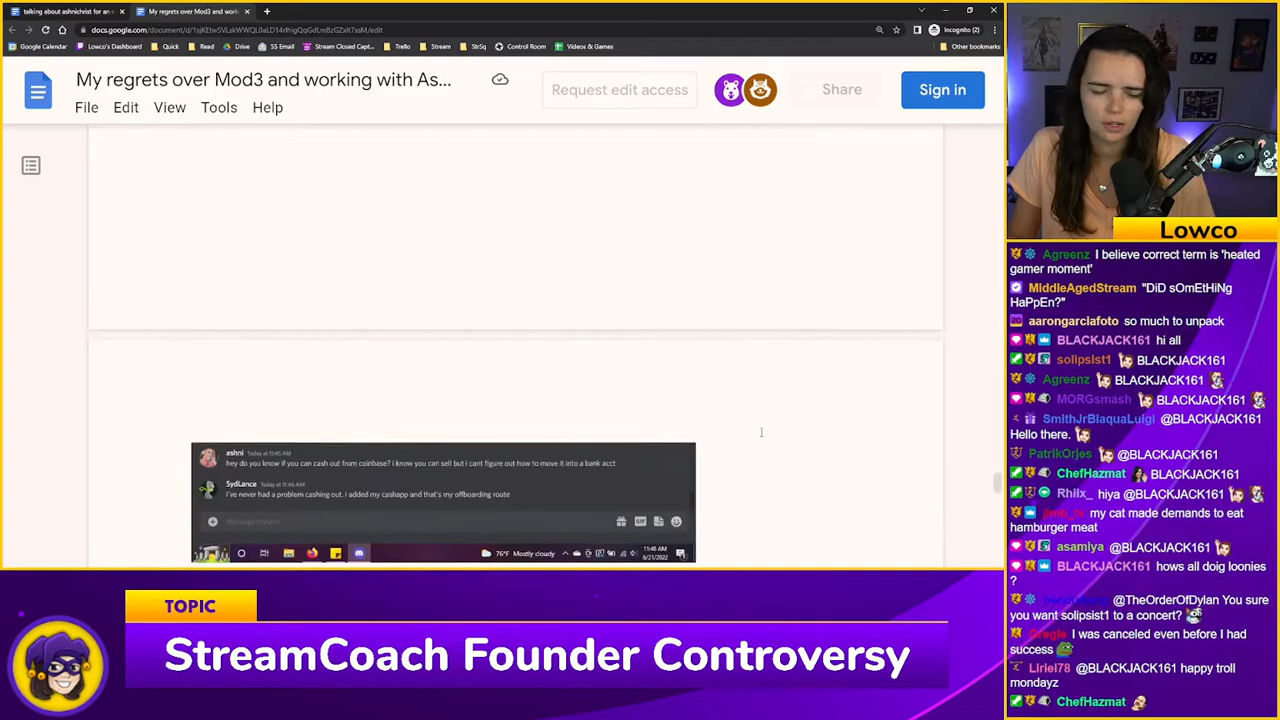 talking about ashnichrist for an
My regrets over Mod3 and work
Incognito (2)
docs.google.com/document/d/
/edit
Google Calendar
Lowco's Dashboard
Quick
Read
Drive
SS Email
Stream Closed Capt...
Trello
Stream
StrSq
Control Room
Videos & Games
Other bookmarks
My regrets over Mod3 and working with As...
Request edit access
Share
Sign in
File Edit View Tools Help
ashni Today at 11:45 AM
hey do you know if you can cash out from coinbase? i know you can sell but i cant figure out how to move it into a bank acct
SydLance Today at 11:46 AM
I've never had a problem cashing out. I added my cashapp and that's my offboarding route
GIF
76°F Mostly cloudy
11:48 AM
6/21/2022
Lowco
Agreenz I believe correct term is 'heated
gamer moment'
MiddleAgedStream "DiD sOmEtHiNg
HaPpEn?"
aarongarciafoto so much to unpack
BLACKJACK161 hi all
solipsist1 BLACKJACK161
Agreenz BLACKJACK161
MORGsmash BLACKJACK161
SmithJrBlaquaLuigi @BLACKJACK161
Hello there.
PatrikOrjes @BLACKJACK161
ChefHazmat BLACKJACK161
Rhiix_ hiya @BLACKJACK161
my cat made demands to eat
hamburger meat
asamiya @BLACKJACK161
BLACKJACK161 hows all doig loonies
?
@TheOrderOfDylan You sure
you want solipsist1 to a concert?
I was canceled even before I had
success
Liriel78 @BLACKJACK161 happy troll
mondayz
ChefHazmat
TOPIC
StreamCoach Founder Controversy